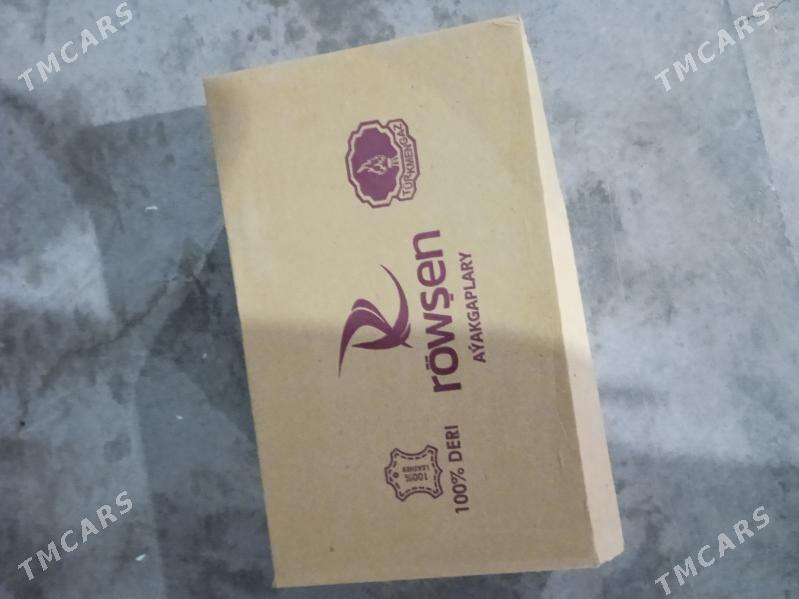 TÜRKMENGAZ
röwşen
AÝAKGAPLARY
100%
LEATHER
100% DERI
TMCARS
TMCARS
TMCARS
TMCARS